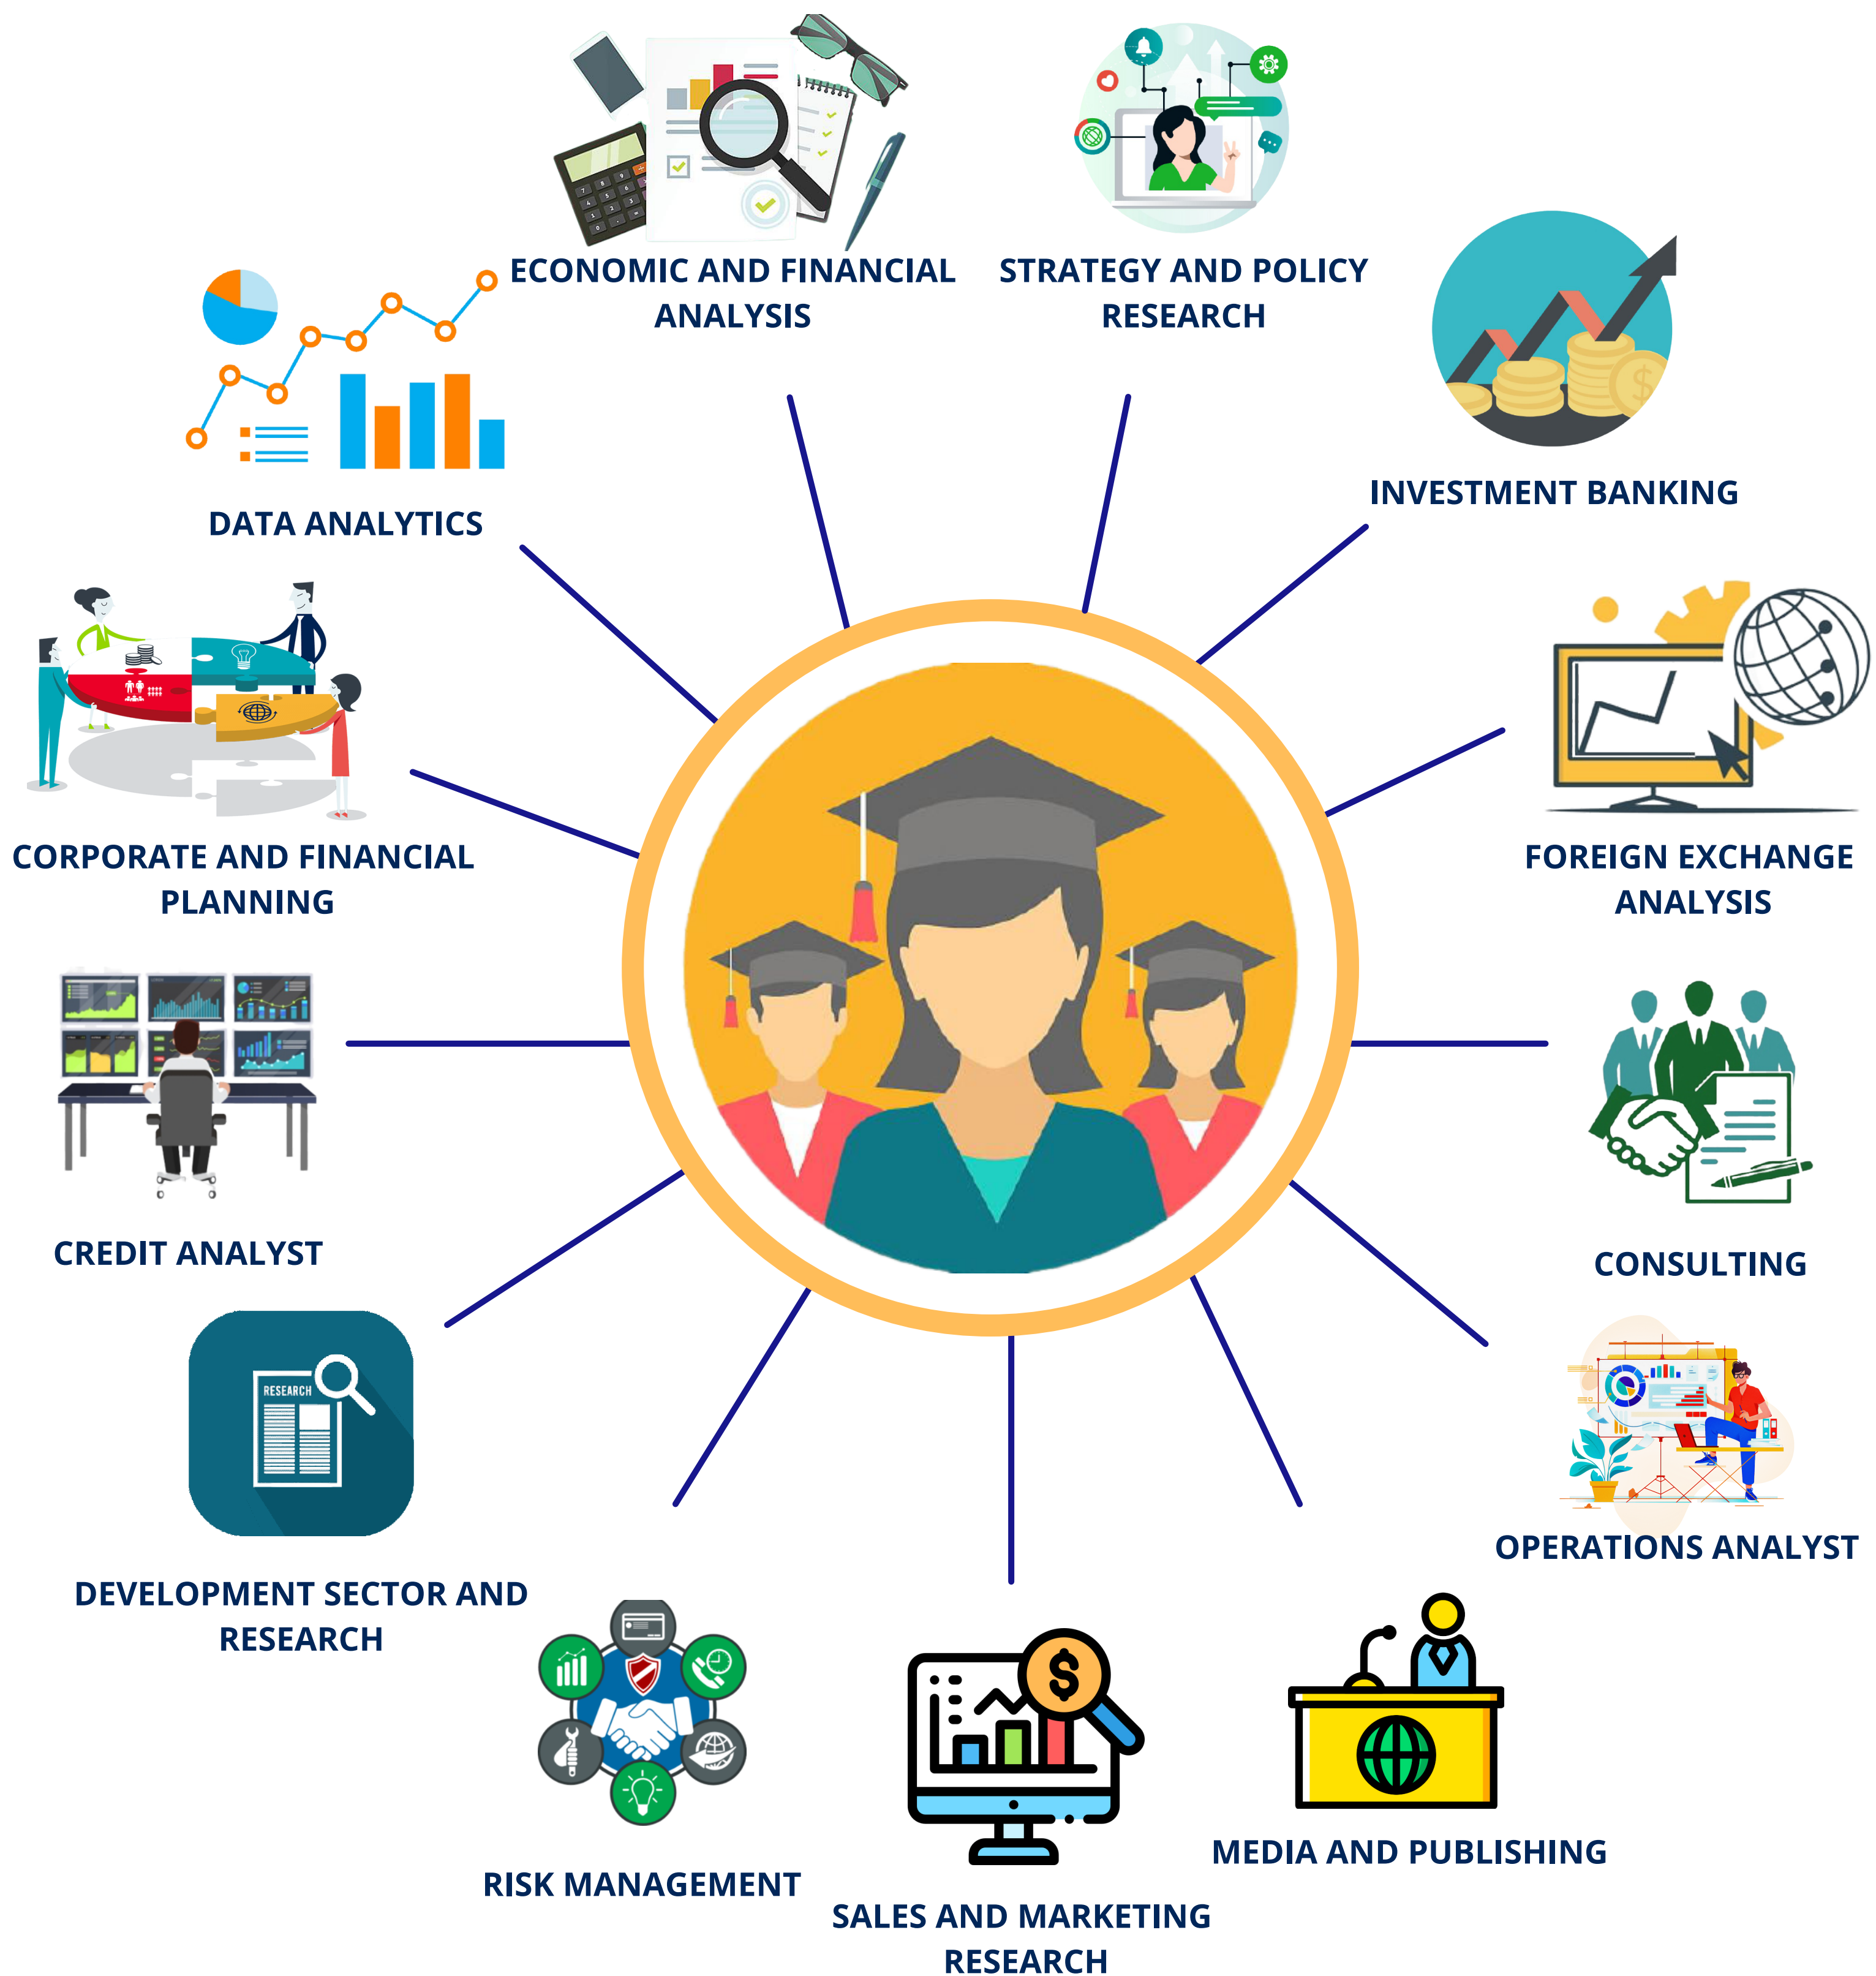 ECONOMIC AND FINANCIAL
ANALYSIS
STRATEGY AND POLICY
RESEARCH
INVESTMENT BANKING
DATA ANALYTICS
FOREIGN EXCHANGE
ANALYSIS
CORPORATE AND FINANCIAL
PLANNING
CONSULTING
CREDIT ANALYST
OPERATIONS ANALYST
RESEARCH
DEVELOPMENT SECTOR AND
RESEARCH
MEDIA AND PUBLISHING
RISK MANAGEMENT
SALES AND MARKETING
RESEARCH